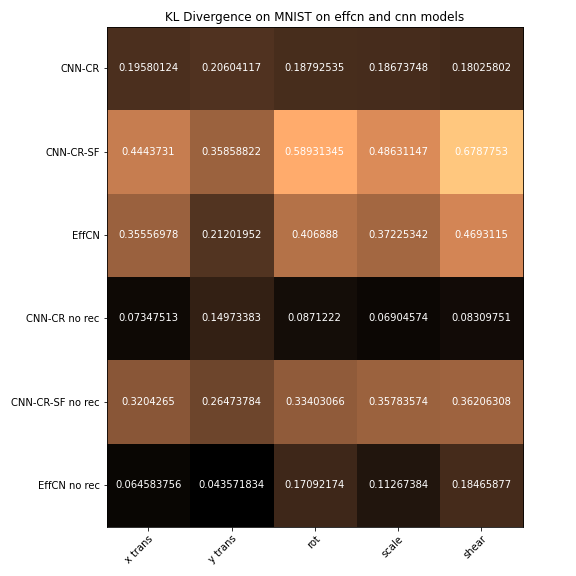 KL Divergence on MNIST on effcn and cnn models
CNN-CR 0.19580124 0.20604117 0.18792535 0.18673748 0.18025802
CNN-CR-SF 0.4443731 0.35858822 0.58931345 0.48631147 0.6787753
EffCN 0.35556978 0.21201952 0.406888 0.37225342 0.4693115
CNN-CR no rec 0.07347513 0.14973383 0.0871222 0.06904574 0.08309751
CNN-CR-SF no rec 0.3204265 0.26473784 0.33403066 0.35783574 0.36206308
EffCN no rec 0.064583756 0.043571834 0.17092174 0.11267384 0.18465877
x trans y trans rot scale shear